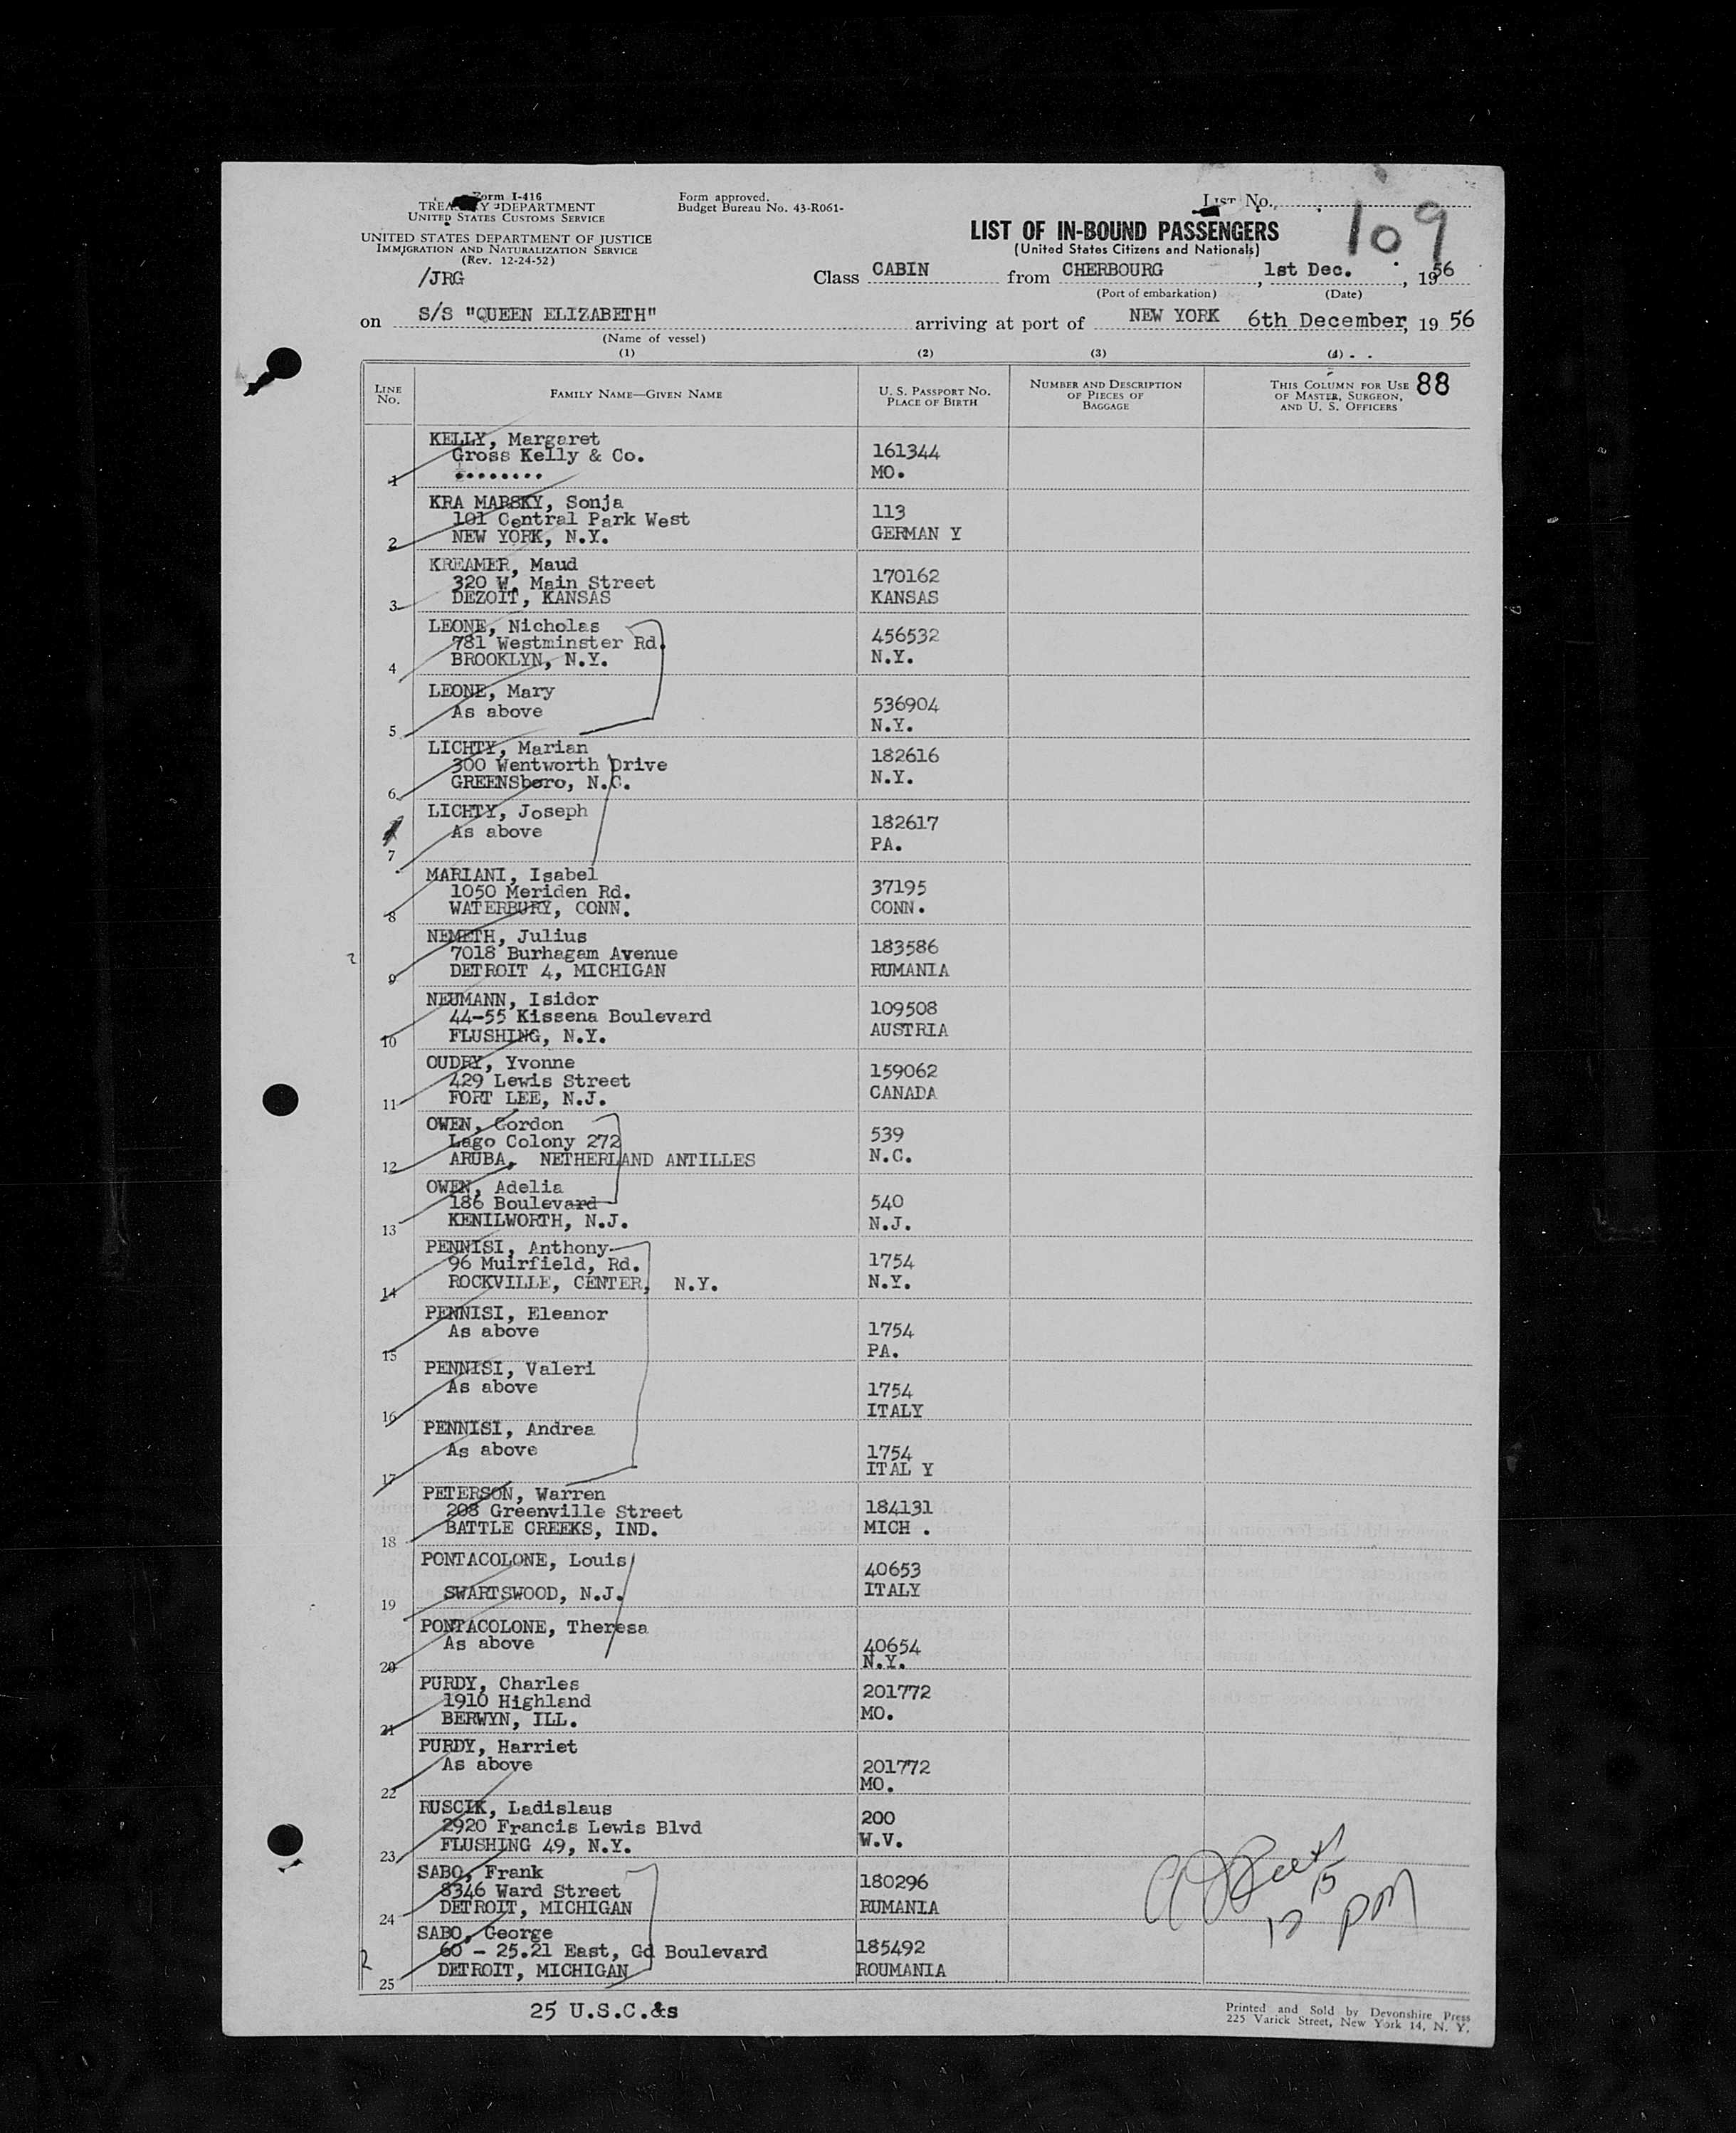 Form I-416
TREASURY DEPARTMENT
UNITED STATES CUSTOMS SERVICE
UNITED STATES DEPARTMENT OF JUSTICE
IMMIGRATION AND NATURALIZATION SERVICE
(Rev. 12-24-52)
/JRG
Form approved.
Budget Bureau No. 43-R061-
List No.
109
LIST OF IN-BOUND PASSENGERS
(United States Citizens and Nationals)
Class CABIN from CHERBOURG, 1st Dec., 1956
(Port of embarkation) (Date)
on S/S "QUEEN ELIZABETH" arriving at port of NEW YORK 6th December, 19 56
(Name of vessel)
(1) (2) (3) (4)
LINE No. FAMILY NAME—GIVEN NAME U. S. PASSPORT No. PLACE OF BIRTH NUMBER AND DESCRIPTION OF PIECES OF BAGGAGE THIS COLUMN FOR USE OF MASTER, SURGEON, AND U. S. OFFICERS 88
KELLY, Margaret
Gross Kelly & Co. 161344
1 ........ MO.
KRA MARSKY, Sonja
101 Central Park West 113
2 NEW YORK, N.Y. GERMAN Y
KREAMER, Maud
320 W. Main Street 170162
3 DEZOIT, KANSAS KANSAS
LEONE, Nicholas
781 Westminster Rd. 456532
4 BROOKLYN, N.Y. N.Y.
LEONE, Mary
As above 536904
5 N.Y.
LICHTY, Marian
300 Wentworth Drive 182616
6 GREENSboro, N.C. N.Y.
LICHTY, Joseph
As above 182617
7 PA.
MARIANI, Isabel
1050 Meriden Rd. 37195
8 WATERBURY, CONN. CONN.
NEMETH, Julius
7018 Burhagam Avenue 183586
9 DETROIT 4, MICHIGAN RUMANIA
NEUMANN, Isidor
44-55 Kissena Boulevard 109508
10 FLUSHING, N.Y. AUSTRIA
OUDRY, Yvonne
429 Lewis Street 159062
11 FORT LEE, N.J. CANADA
OWEN, Gordon
Lago Colony 272 539
12 ARUBA, NETHERLAND ANTILLES N.C.
OWEN, Adelia
186 Boulevard 540
13 KENILWORTH, N.J. N.J.
PENNISI, Anthony
96 Muirfield, Rd. 1754
14 ROCKVILLE, CENTER, N.Y. N.Y.
PENNISI, Eleanor
As above 1754
15 PA.
PENNISI, Valeri
As above 1754
16 ITALY
PENNISI, Andrea
As above 1754
17 ITAL Y
PETERSON, Warren
208 Greenville Street 184131
18 BATTLE CREEKS, IND. MICH .
PONTACOLONE, Louis
40653
19 SWARTSWOOD, N.J. ITALY
PONTACOLONE, Theresa
As above 40654
20 N.Y.
PURDY, Charles
1910 Highland 201772
21 BERWYN, ILL. MO.
PURDY, Harriet
As above 201772
22 MO.
RUSCIK, Ladislaus
2920 Francis Lewis Blvd 200
23 FLUSHING 49, N.Y. W.V.
SABO, Frank
8346 Ward Street 180296
24 DETROIT, MICHIGAN RUMANIA
SABO, George
60 - 25.21 East, Gd Boulevard 185492
25 DETROIT, MICHIGAN ROUMANIA
PM
25 U.S.C.&s
Printed and Sold by Devonshire Press
225 Varick Street, New York 14, N. Y.